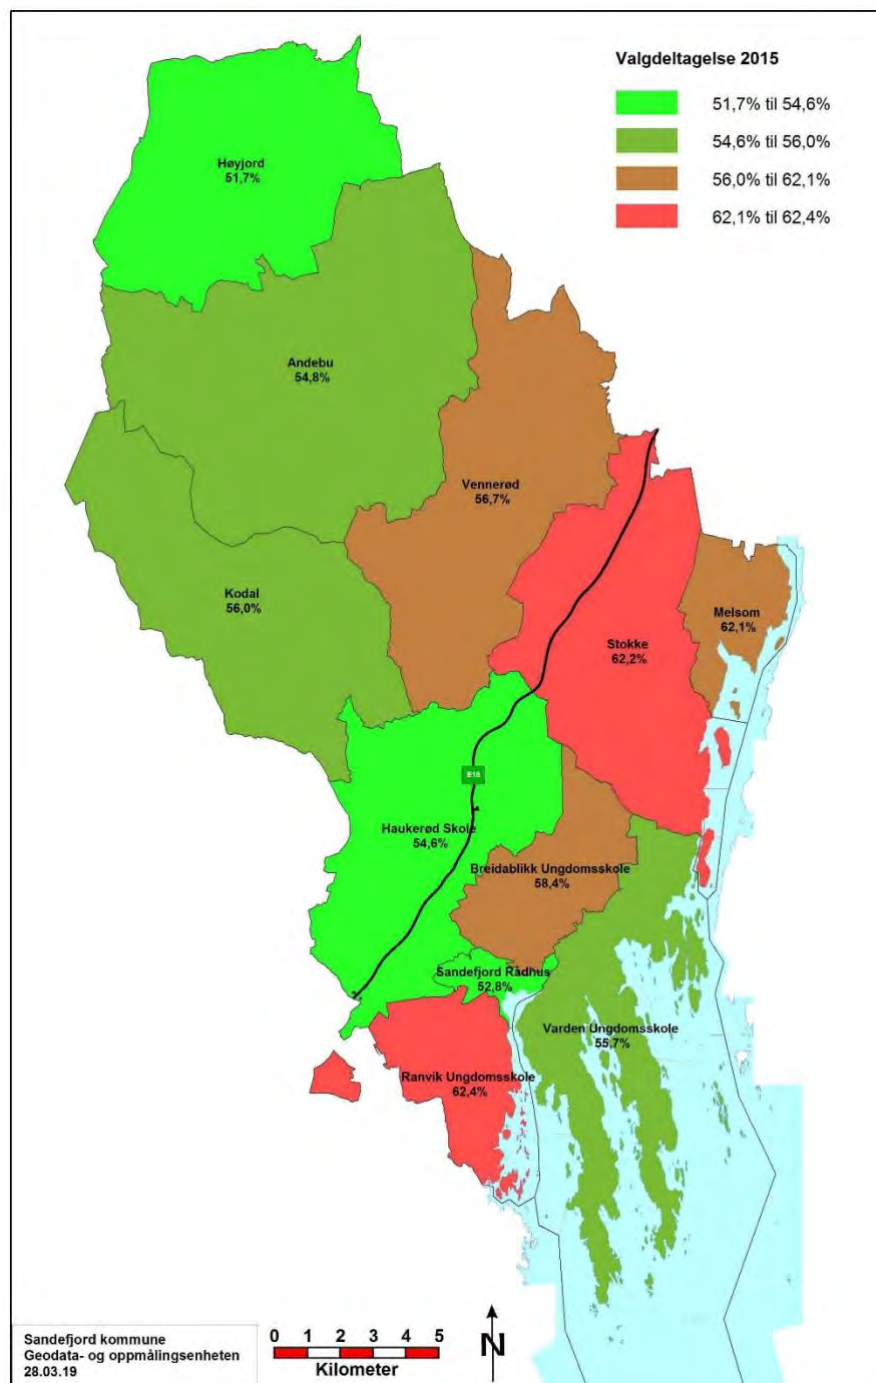 Valgdeltagelse 2015
51,7% til 54,6%
54,6% til 56,0%
56,0% til 62,1%
62,1% til 62,4%
Høyjord
51,7%
Andebu
54,8%
Vennerød
56,7%
Kodal
56,0%
Melsom
62,1%
Stokke
62,2%
E18
Haukerød Skole
54,6%
Breidablikk Ungdomsskole
58,4%
Sandefjord Rådhus
52,8%
Varden Ungdomsskole
55,7%
Ranvik Ungdomsskole
62,4%
Sandefjord kommune
Geodata- og oppmålingsenheten
28.03.19
0 1 2 3 4 5
Kilometer
N